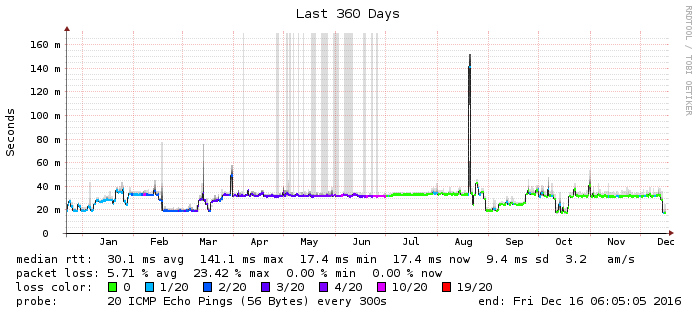 Last 360 Days
RRDTOOL / TOBI OETIKER
Seconds
160 m
140 m
120 m
100 m
80 m
60 m
40 m
20 m
0
Jan Feb Mar Apr May Jun Jul Aug Sep Oct Nov Dec
median rtt: 30.1 ms avg 141.1 ms max 17.4 ms min 17.4 ms now 9.4 ms sd 3.2 am/s
packet loss: 5.71 % avg 23.42 % max 0.00 % min 0.00 % now
loss color: 0 1/20 2/20 3/20 4/20 10/20 19/20
probe: 20 ICMP Echo Pings (56 Bytes) every 300s end: Fri Dec 16 06:05:05 2016